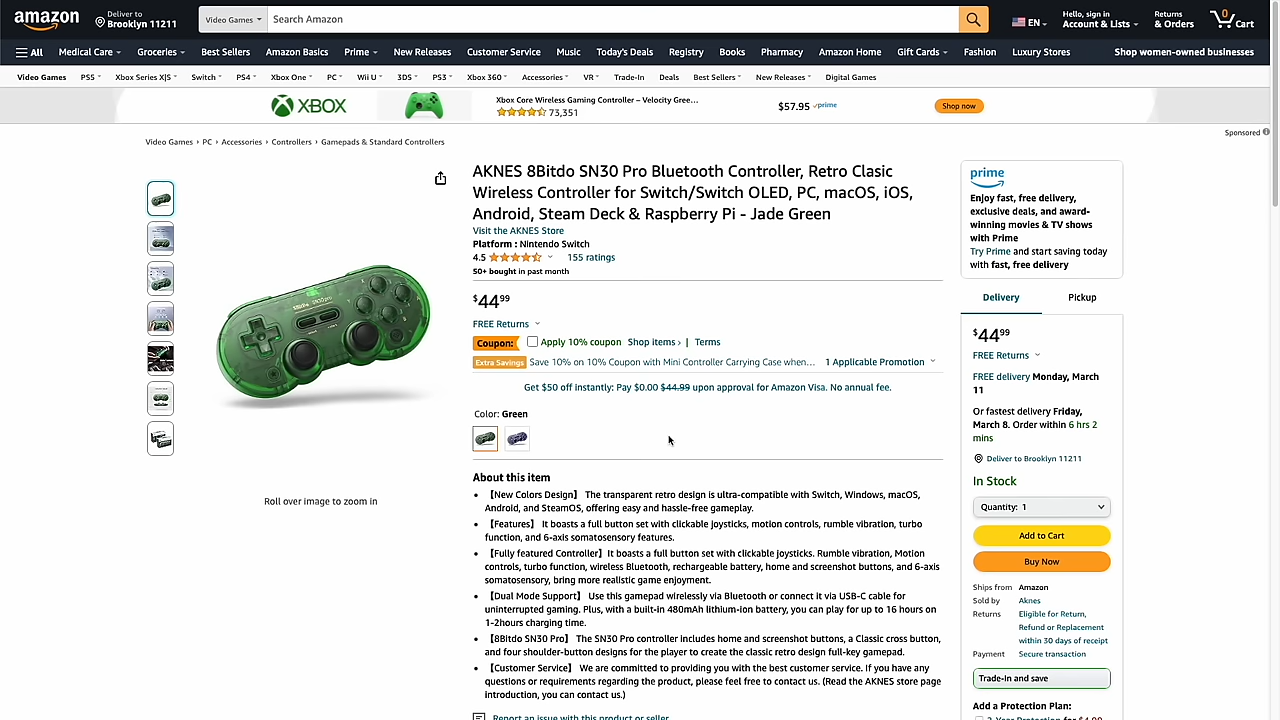 amazon
Deliver to
Brooklyn 11211
Video Games
Search Amazon
EN
Hello, sign in
Account & Lists
Returns
& Orders
0
Cart
All
Medical Care
Groceries
Best Sellers
Amazon Basics
Prime
New Releases
Customer Service
Music
Today's Deals
Registry
Books
Pharmacy
Amazon Home
Gift Cards
Fashion
Luxury Stores
Shop women-owned businesses
Video Games
PS5
Xbox Series X|S
Switch
PS4
Xbox One
PC
Wii U
3DS
PS3
Xbox 360
Accessories
VR
Trade-In
Deals
Best Sellers
New Releases
Digital Games
XBOX
Xbox Core Wireless Gaming Controller – Velocity Gree...
73,351
$57.95 prime
Shop now
Sponsored
Video Games › PC › Accessories › Controllers › Gamepads & Standard Controllers
AKNES 8Bitdo SN30 Pro Bluetooth Controller, Retro Clasic
Wireless Controller for Switch/Switch OLED, PC, macOS, iOS,
Android, Steam Deck & Raspberry Pi - Jade Green
Visit the AKNES Store
Platform : Nintendo Switch
4.5
155 ratings
50+ bought in past month
$44⁹⁹
FREE Returns
Coupon:
Apply 10% coupon
Shop items ›
|
Terms
Extra Savings
Save 10% on 10% Coupon with Mini Controller Carrying Case when...
1 Applicable Promotion
Get $50 off instantly: Pay $0.00 $44.99 upon approval for Amazon Visa. No annual fee.
Color: Green
About this item
【New Colors Design】 The transparent retro design is ultra-compatible with Switch, Windows, macOS,
Android, and SteamOS, offering easy and hassle-free gameplay.
【Features】 It boasts a full button set with clickable joysticks, motion controls, rumble vibration, turbo
function, and 6-axis somatosensory features.
【Fully featured Controller】It boasts a full button set with clickable joysticks. Rumble vibration, Motion
controls, turbo function, wireless Bluetooth, rechargeable battery, home and screenshot buttons, and 6-axis
somatosensory, bring more realistic game enjoyment.
【Dual Mode Support】 Use this gamepad wirelessly via Bluetooth or connect it via USB-C cable for
uninterrupted gaming. Plus, with a built-in 480mAh lithium-ion battery, you can play for up to 16 hours on
1-2hours charging time.
【8Bitdo SN30 Pro】 The SN30 Pro controller includes home and screenshot buttons, a Classic cross button,
and four shoulder-button designs for the player to create the classic retro design full-key gamepad.
【Customer Service】 We are committed to providing you with the best customer service. If you have any
questions or requirements regarding the product, please feel free to contact us. (Read the AKNES store page
introduction, you can contact us.)
Report an issue with this product or seller
Roll over image to zoom in
prime
Enjoy fast, free delivery,
exclusive deals, and award-
winning movies & TV shows
with Prime
Try Prime and start saving today
with fast, free delivery
Delivery
Pickup
$44⁹⁹
FREE Returns
FREE delivery Monday, March
11
Or fastest delivery Friday,
March 8. Order within 6 hrs 2
mins
Deliver to Brooklyn 11211
In Stock
Quantity: 1
Add to Cart
Buy Now
Ships from Amazon
Sold by Aknes
Returns Eligible for Return,
Refund or Replacement
within 30 days of receipt
Payment Secure transaction
Trade-in and save
Add a Protection Plan: